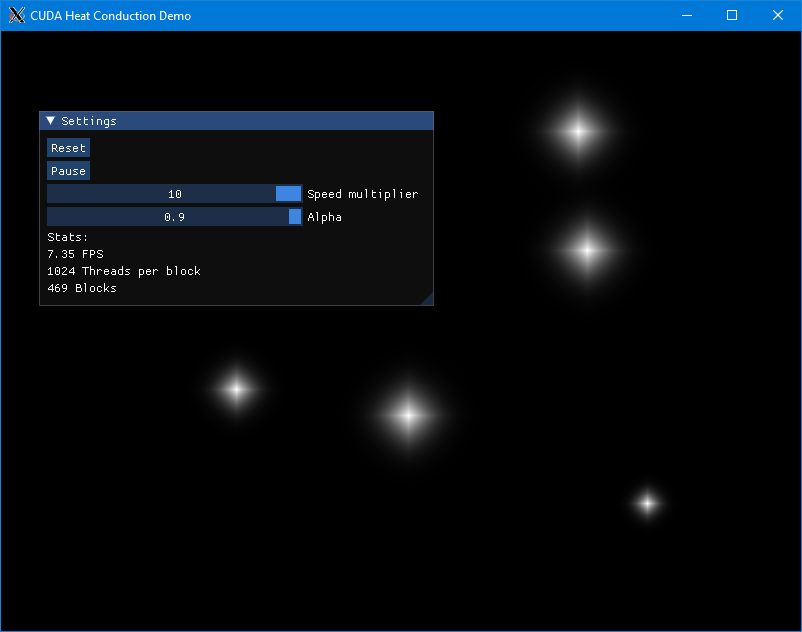 CUDA Heat Conduction Demo
Settings
Reset
Pause
10 Speed multiplier
0.9 Alpha
Stats:
7.35 FPS
1024 Threads per block
469 Blocks